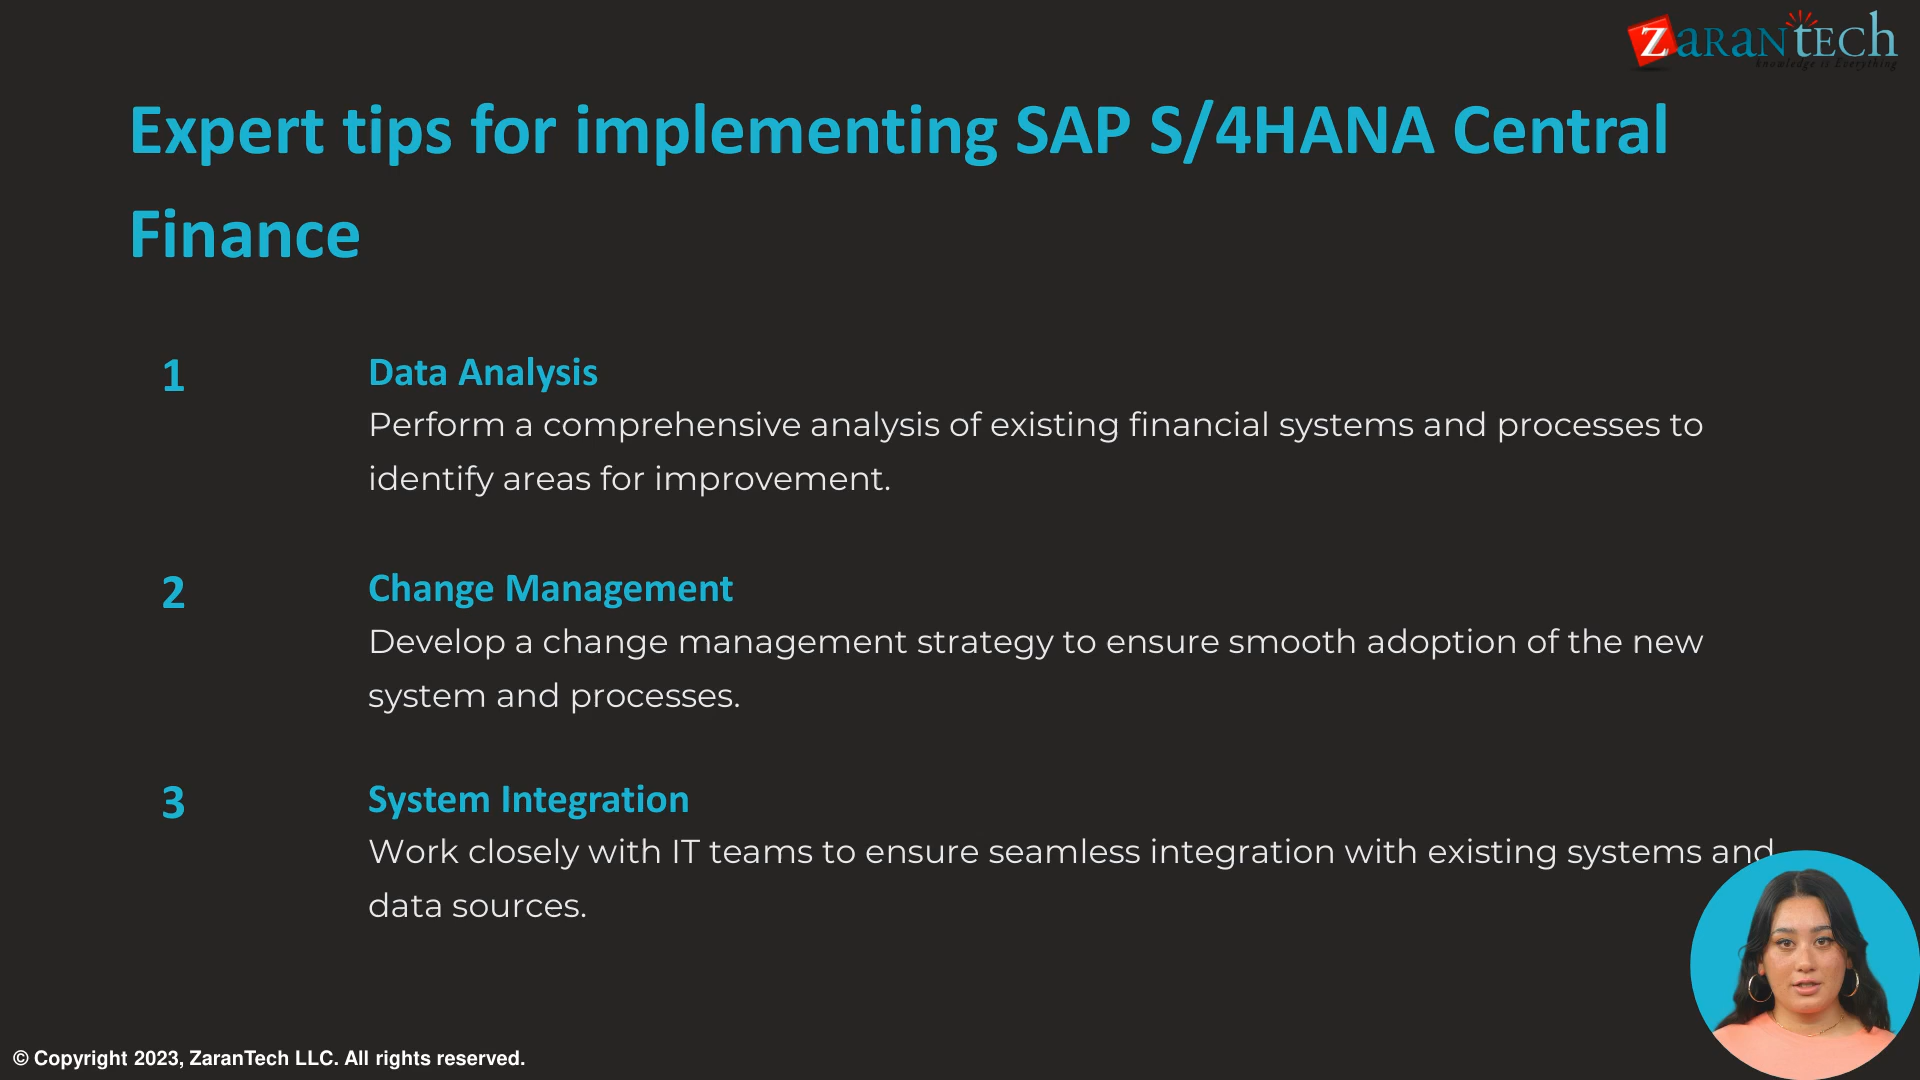 ZaranTech
knowledge is Everything
Expert tips for implementing SAP S/4HANA Central
Finance
1
Data Analysis
Perform a comprehensive analysis of existing financial systems and processes to
identify areas for improvement.
2
Change Management
Develop a change management strategy to ensure smooth adoption of the new
system and processes.
3
System Integration
Work closely with IT teams to ensure seamless integration with existing systems and
data sources.
© Copyright 2023, ZaranTech LLC. All rights reserved.